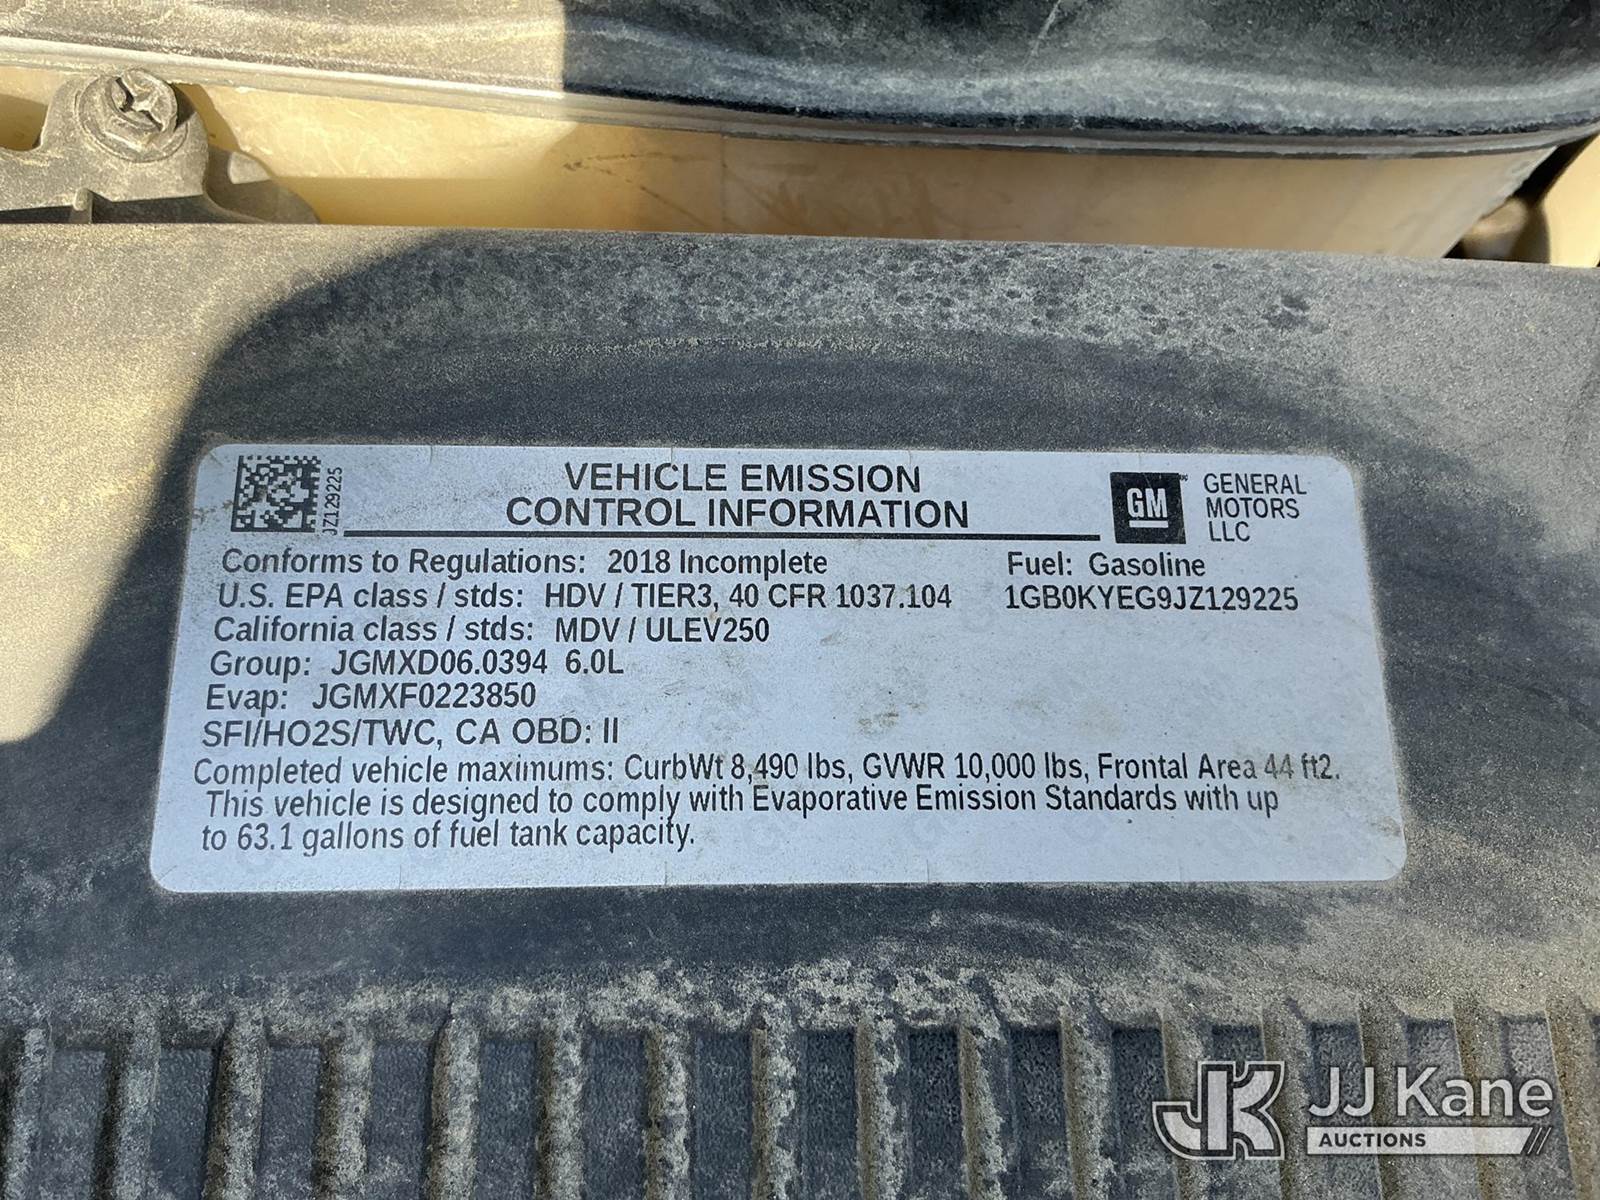 JZ129225
VEHICLE EMISSION
CONTROL INFORMATION
GM
GENERAL
MOTORS
LLC
Conforms to Regulations: 2018 Incomplete
Fuel: Gasoline
U.S. EPA class / stds: HDV / TIER3, 40 CFR 1037.104
1GB0KYEG9JZ129225
California class / stds: MDV / ULEV250
Group: JGMXD06.0394 6.0L
Evap: JGMXF0223850
SFI/HO2S/TWC, CA OBD: II
Completed vehicle maximums: CurbWt 8,490 lbs, GVWR 10,000 lbs, Frontal Area 44 ft2.
This vehicle is designed to comply with Evaporative Emission Standards with up
to 63.1 gallons of fuel tank capacity.
JK JJ Kane
AUCTIONS